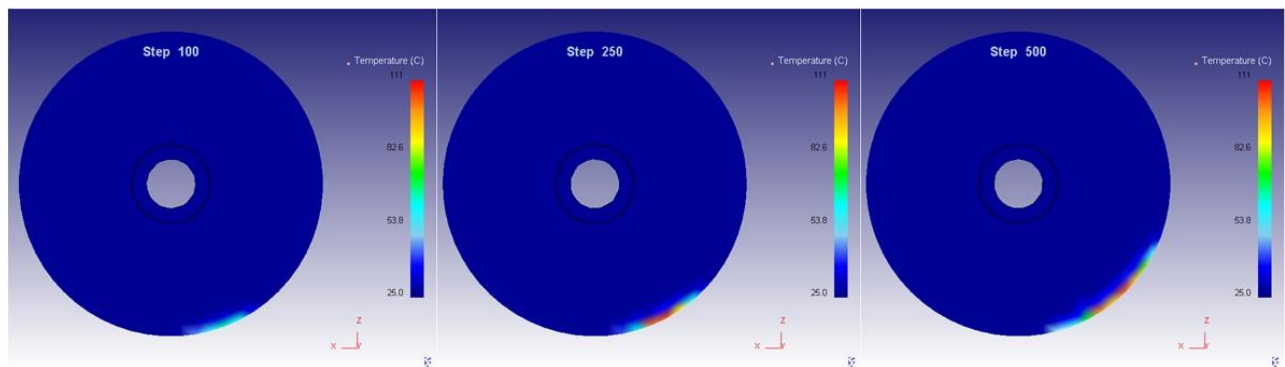 Step 100
Temperature (C)
111
82.6
53.8
25.0
Z
X
Y
Step 250
Temperature (C)
111
82.6
53.8
25.0
Z
X
Y
Step 500
Temperature (C)
111
82.6
53.8
25.0
Z
X
Y